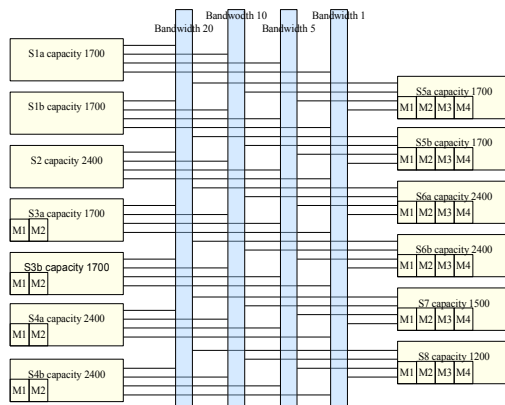 Bandwodth 10 Bandwidth 1
Bandwidth 20 Bandwidth 5
S1a capacity 1700
S5a capacity 1700
M1 M2 M3 M4
S1b capacity 1700
S5b capacity 1700
M1 M2 M3 M4
S2 capacity 2400
S6a capacity 2400
M1 M2 M3 M4
S3a capacity 1700
M1 M2
S6b capacity 2400
M1 M2 M3 M4
S3b capacity 1700
M1 M2
S7 capacity 1500
M1 M2 M3 M4
S4a capacity 2400
M1 M2
S8 capacity 1200
M1 M2 M3 M4
S4b capacity 2400
M1 M2